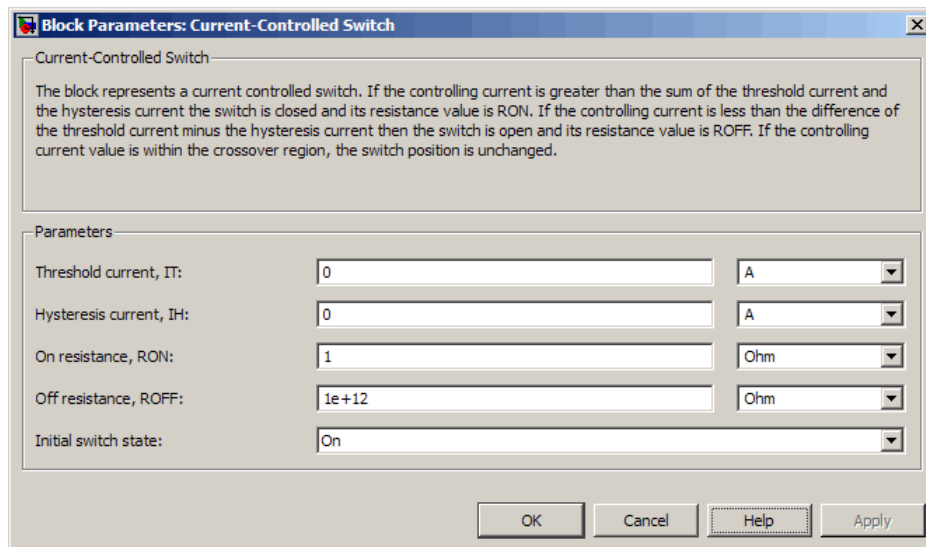 Block Parameters: Current-Controlled Switch
Current-Controlled Switch
The block represents a current controlled switch. If the controlling current is greater than the sum of the threshold current and
the hysteresis current the switch is closed and its resistance value is RON. If the controlling current is less than the difference of
the threshold current minus the hysteresis current then the switch is open and its resistance value is ROFF. If the controlling
current value is within the crossover region, the switch position is unchanged.
Parameters
Threshold current, IT: 0 A
Hysteresis current, IH: 0 A
On resistance, RON: 1 Ohm
Off resistance, ROFF: 1e+12 Ohm
Initial switch state: On
OK Cancel Help Apply